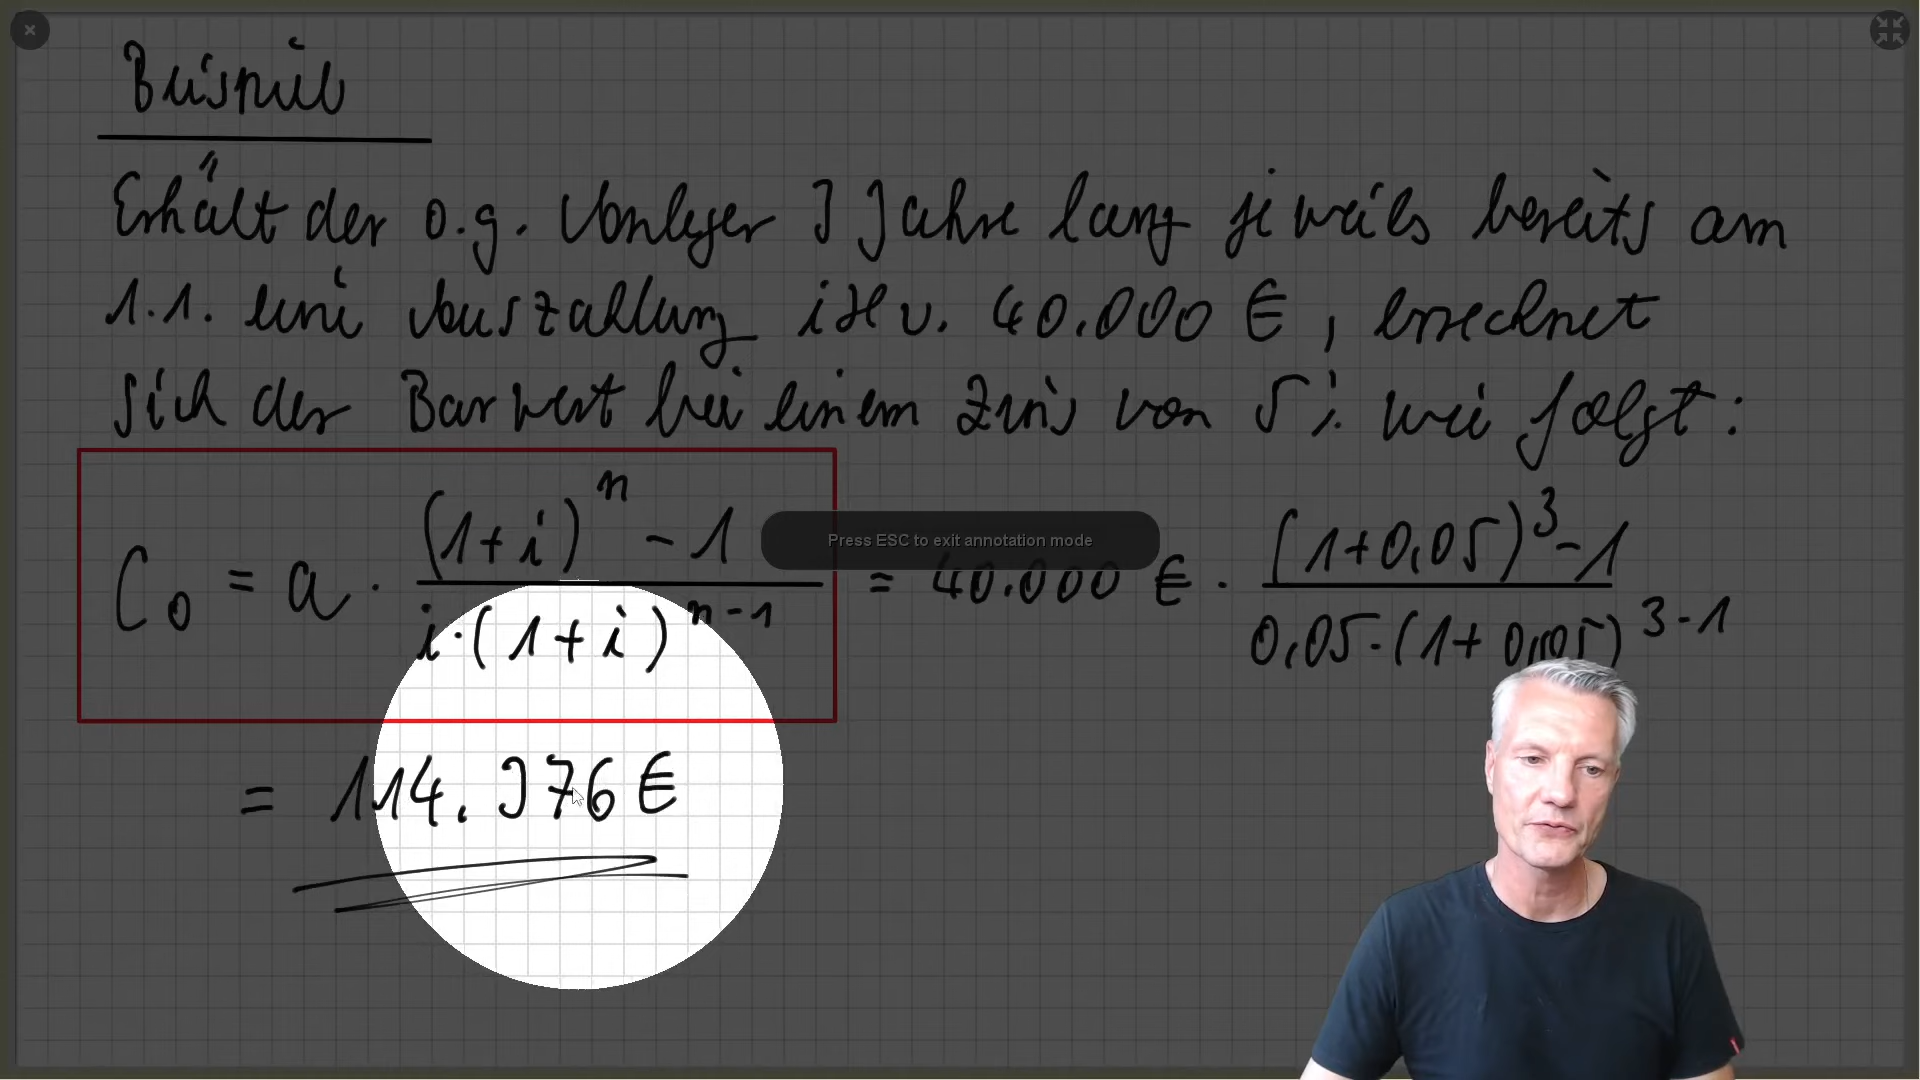 Beispiel
Erhält der o.g. Vorleger 3 Jahre lang jeweils bereits am
1.1. eine Auszahlung iHv. 40.000 €, errechnet
sich der Barwert bei einem Zins von 5 % wie folgt:
C₀ = a · ((1+i)ⁿ - 1) / (i·(1+i)ⁿ⁻¹) = 40.000 € · ((1+0,05)³ - 1) / (0,05·(1+0,05)³⁻¹)
Press ESC to exit annotation mode
= 114.376 €